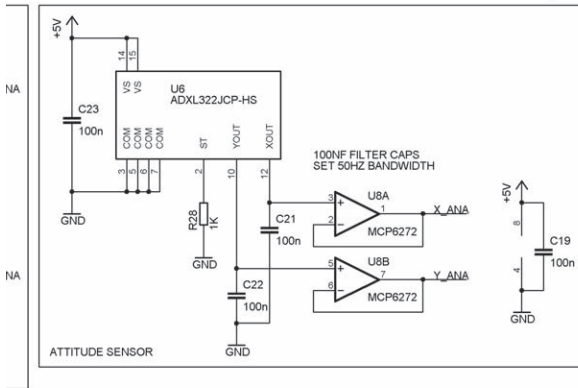 +5V
14
15
VS
VS
U6
ADXL322JCP-HS
NA
C23
100n
COM
COM
COM
COM
ST
YOUT
XOUT
3
5
6
7
2
10
12
GND
100NF FILTER CAPS
SET 50HZ BANDWIDTH
R28
1K
GND
C21
100n
3
+
2
-
1
U8A
MCP6272
X_ANA
+5V
8
4
C19
100n
GND
5
+
6
-
7
U8B
MCP6272
Y_ANA
NA
C22
100n
GND
ATTITUDE SENSOR